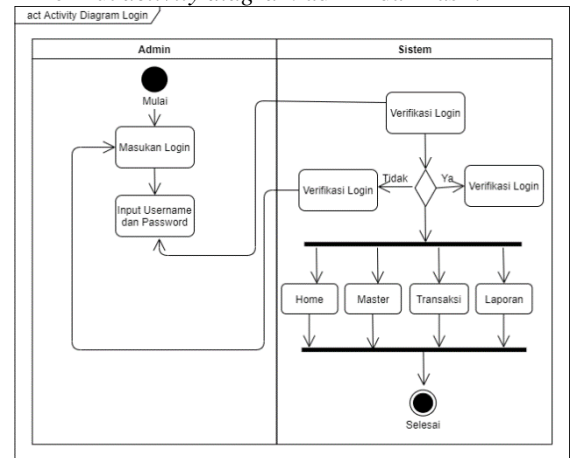 act Activity Diagram Login
Admin
Sistem
Mulai
Masukan Login
Input Username
dan Password
Verifikasi Login
Tidak
Ya
Verifikasi Login
Verifikasi Login
Home
Master
Transaksi
Laporan
Selesai